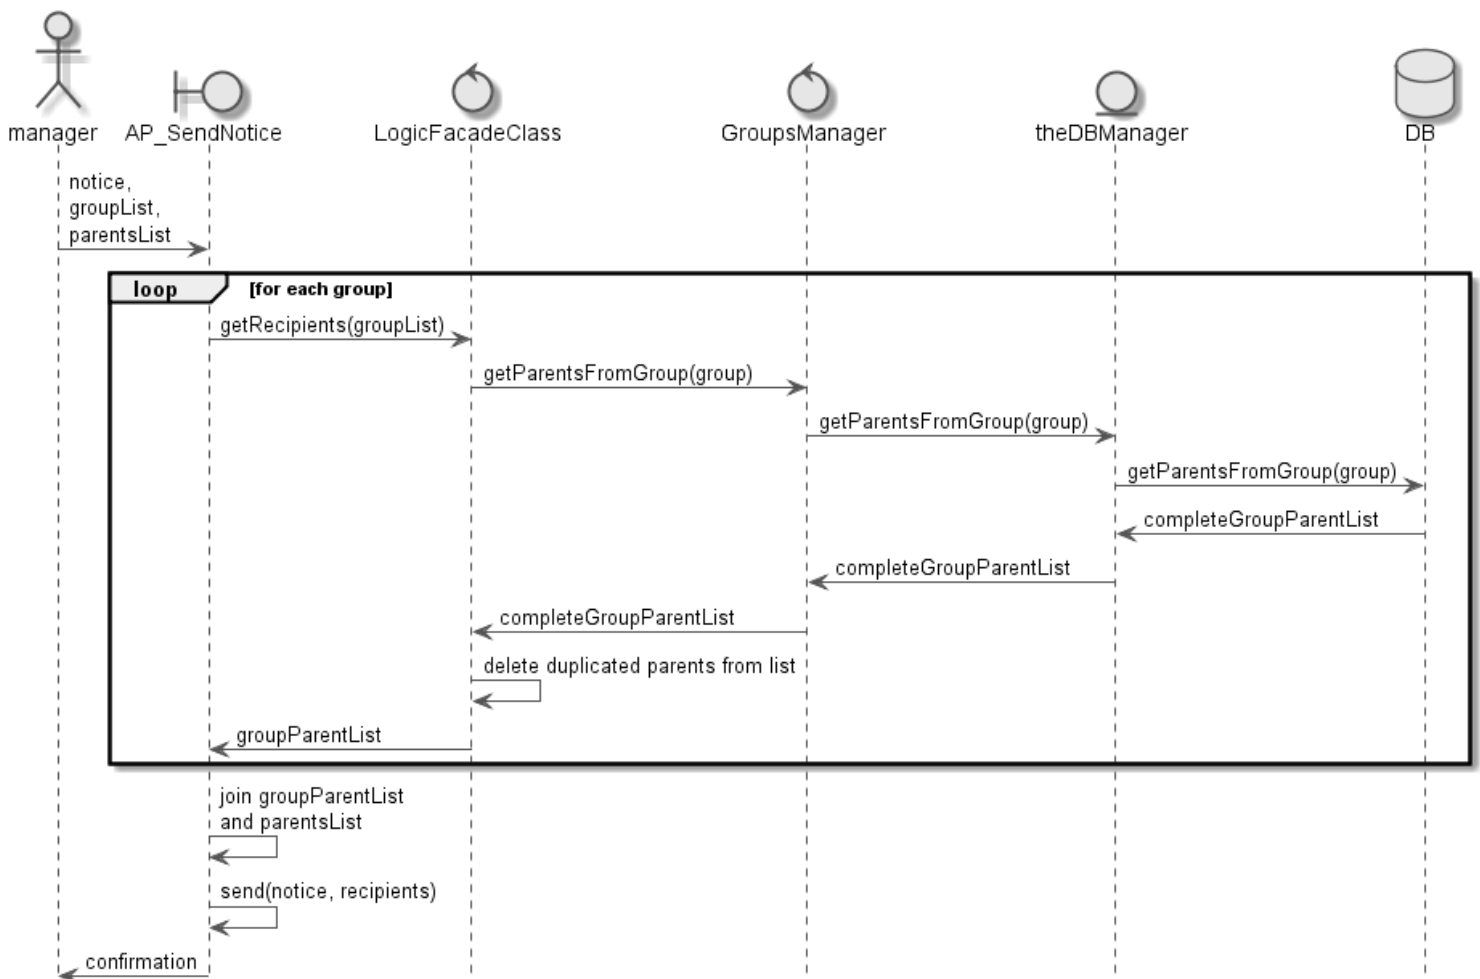 manager
AP_SendNotice
LogicFacadeClass
GroupsManager
theDBManager
DB
notice,
groupList,
parentsList
loop
[for each group]
getRecipients(groupList)
getParentsFromGroup(group)
getParentsFromGroup(group)
getParentsFromGroup(group)
completeGroupParentList
completeGroupParentList
completeGroupParentList
delete duplicated parents from list
groupParentList
join groupParentList
and parentsList
send(notice, recipients)
confirmation